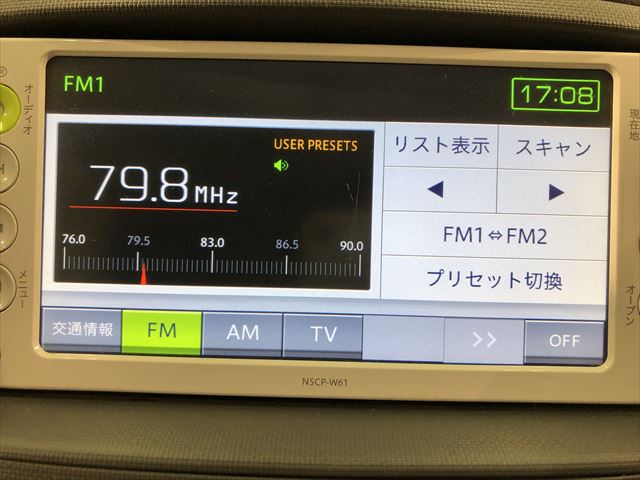 FM1
17:08
オーディオ
現在地
USER PRESETS
79.8MHz
76.0 79.5 83.0 86.5 90.0
リスト表示
スキャン
◀ ▶
FM1⇔FM2
プリセット切換
メニュー
オープン
交通情報 FM AM TV >> OFF
NSCP-W61